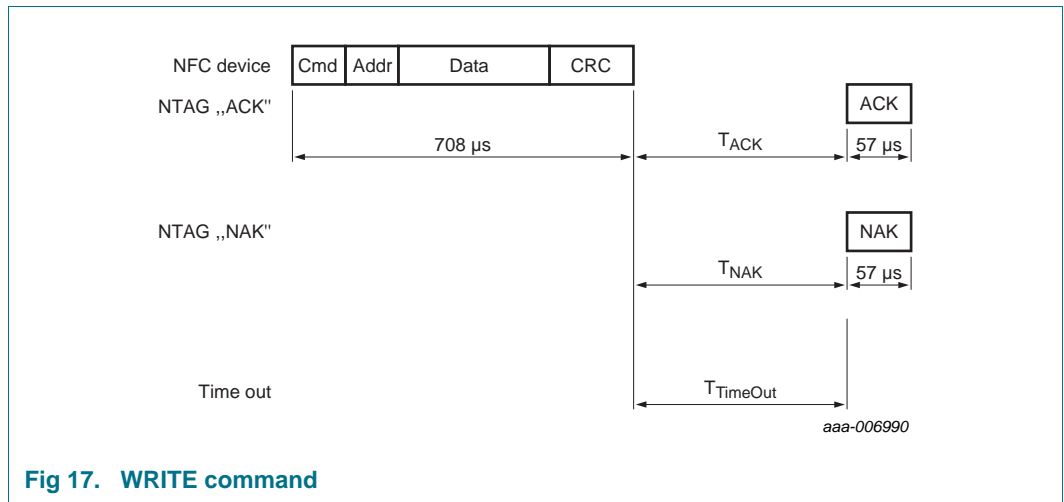 NFC device Cmd Addr Data CRC
NTAG ,,ACK" ACK
708 µs TACK 57 µs
NTAG ,,NAK" NAK
TNAK 57 µs
Time out TTimeOut
aaa-006990
Fig 17. WRITE command